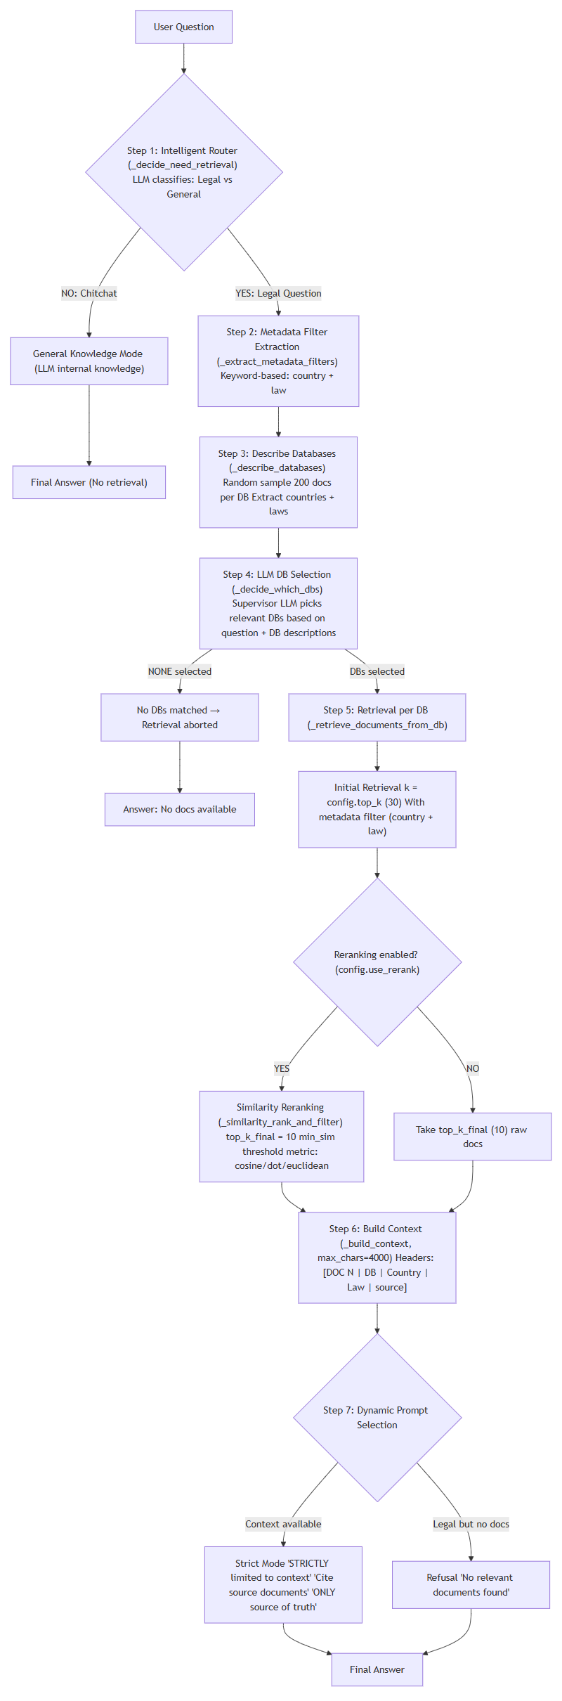 User Question
Step 1: Intelligent Router
(_decide_need_retrieval)
LLM classifies: Legal vs
General
NO: Chitchat
YES: Legal Question
General Knowledge Mode
(LLM internal knowledge)
Step 2: Metadata Filter
Extraction
(_extract_metadata_filters)
Keyword-based: country +
law
Final Answer (No retrieval)
Step 3: Describe Databases
(_describe_databases)
Random sample 200 docs
per DB Extract countries +
laws
Step 4: LLM DB Selection
(_decide_which_dbs)
Supervisor LLM picks
relevant DBs based on
question + DB descriptions
NONE selected
DBs selected
No DBs matched →
Retrieval aborted
Step 5: Retrieval per DB
(_retrieve_documents_from_db)
Answer: No docs available
Initial Retrieval k =
config.top_k (30) With
metadata filter (country +
law)
Reranking enabled?
(config.use_rerank)
YES
NO
Similarity Reranking
(_similarity_rank_and_filter)
top_k_final = 10 min_sim
threshold metric:
cosine/dot/euclidean
Take top_k_final (10) raw
docs
Step 6: Build Context
(_build_context,
max_chars=4000) Headers:
[DOC N | DB | Country |
Law | source]
Step 7: Dynamic Prompt
Selection
Context available
Legal but no docs
Strict Mode 'STRICTLY
limited to context' 'Cite
source documents' 'ONLY
source of truth'
Refusal 'No relevant
documents found'
Final Answer